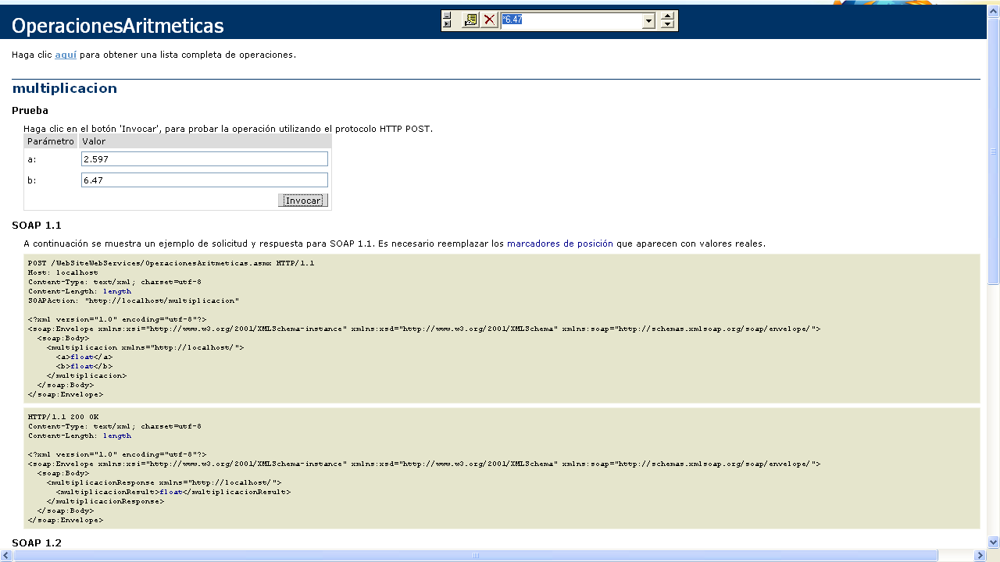 *6.47
OperacionesAritmeticas
Haga clic aquí para obtener una lista completa de operaciones.
multiplicacion
Prueba
Haga clic en el botón 'Invocar', para probar la operación utilizando el protocolo HTTP POST.
Parámetro Valor
a: 2.597
b: 6.47
Invocar
SOAP 1.1
A continuación se muestra un ejemplo de solicitud y respuesta para SOAP 1.1. Es necesario reemplazar los marcadores de posición que aparecen con valores reales.
POST /WebSiteWebServices/OperacionesAritmeticas.asmx HTTP/1.1
Host: localhost
Content-Type: text/xml; charset=utf-8
Content-Length: length
SOAPAction: "http://localhost/multiplicacion"
<?xml version="1.0" encoding="utf-8"?>
<soap:Envelope xmlns:xsi="http://www.w3.org/2001/XMLSchema-instance" xmlns:xsd="http://www.w3.org/2001/XMLSchema" xmlns:soap="http://schemas.xmlsoap.org/soap/envelope/">
<soap:Body>
<multiplicacion xmlns="http://localhost/">
<a>float</a>
<b>float</b>
</multiplicacion>
</soap:Body>
</soap:Envelope>
HTTP/1.1 200 OK
Content-Type: text/xml; charset=utf-8
Content-Length: length
<?xml version="1.0" encoding="utf-8"?>
<soap:Envelope xmlns:xsi="http://www.w3.org/2001/XMLSchema-instance" xmlns:xsd="http://www.w3.org/2001/XMLSchema" xmlns:soap="http://schemas.xmlsoap.org/soap/envelope/">
<soap:Body>
<multiplicacionResponse xmlns="http://localhost/">
<multiplicacionResult>float</multiplicacionResult>
</multiplicacionResponse>
</soap:Body>
</soap:Envelope>
SOAP 1.2